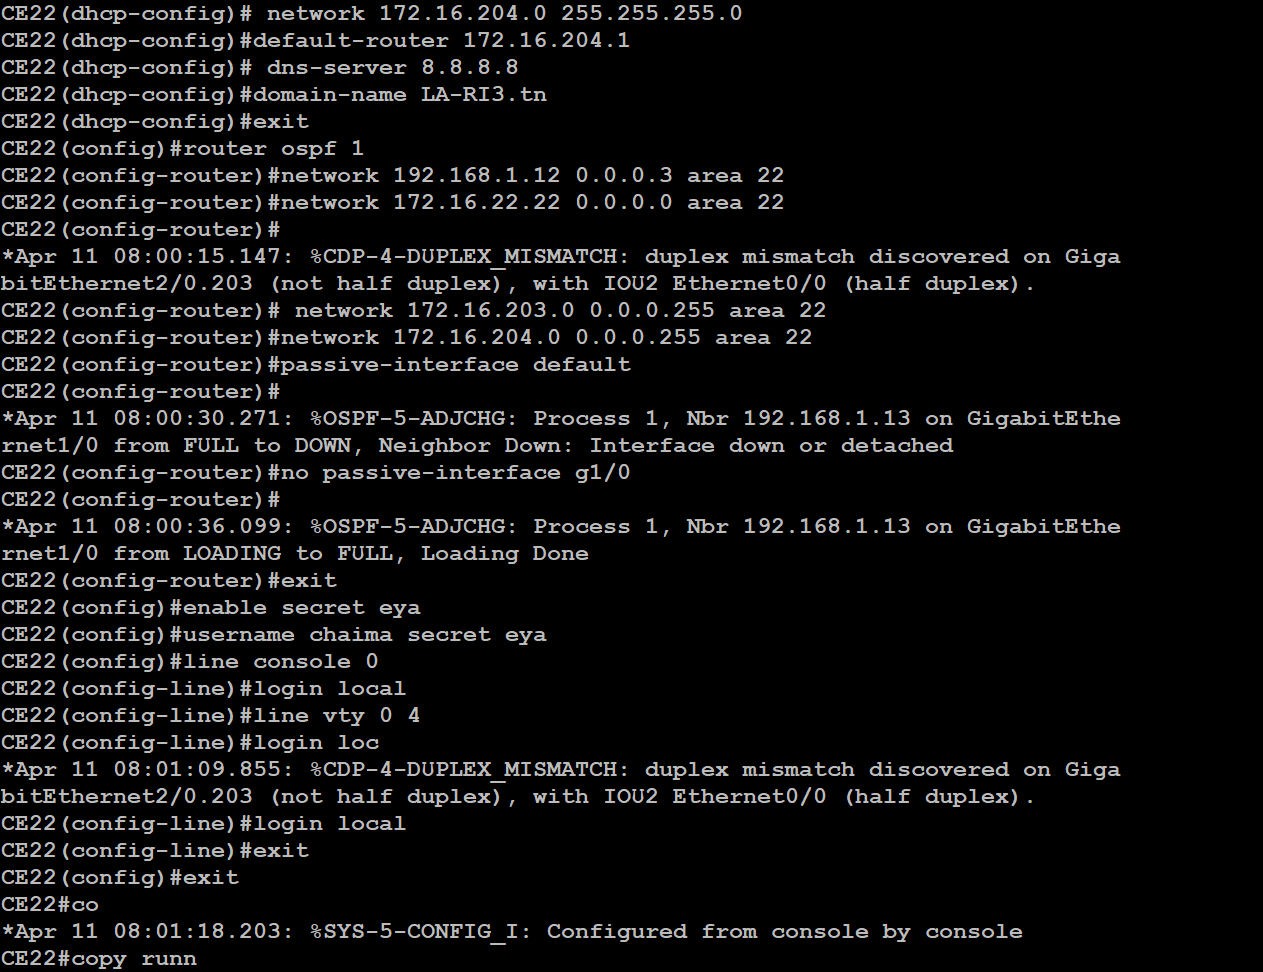 CE22(dhcp-config)# network 172.16.204.0 255.255.255.0
CE22(dhcp-config)#default-router 172.16.204.1
CE22(dhcp-config)# dns-server 8.8.8.8
CE22(dhcp-config)#domain-name LA-RI3.tn
CE22(dhcp-config)#exit
CE22(config)#router ospf 1
CE22(config-router)#network 192.168.1.12 0.0.0.3 area 22
CE22(config-router)#network 172.16.22.22 0.0.0.0 area 22
CE22(config-router)#
*Apr 11 08:00:15.147: %CDP-4-DUPLEX_MISMATCH: duplex mismatch discovered on Giga
bitEthernet2/0.203 (not half duplex), with IOU2 Ethernet0/0 (half duplex).
CE22(config-router)# network 172.16.203.0 0.0.0.255 area 22
CE22(config-router)#network 172.16.204.0 0.0.0.255 area 22
CE22(config-router)#passive-interface default
CE22(config-router)#
*Apr 11 08:00:30.271: %OSPF-5-ADJCHG: Process 1, Nbr 192.168.1.13 on GigabitEthe
rnet1/0 from FULL to DOWN, Neighbor Down: Interface down or detached
CE22(config-router)#no passive-interface g1/0
CE22(config-router)#
*Apr 11 08:00:36.099: %OSPF-5-ADJCHG: Process 1, Nbr 192.168.1.13 on GigabitEthe
rnet1/0 from LOADING to FULL, Loading Done
CE22(config-router)#exit
CE22(config)#enable secret eya
CE22(config)#username chaima secret eya
CE22(config)#line console 0
CE22(config-line)#login local
CE22(config-line)#line vty 0 4
CE22(config-line)#login loc
*Apr 11 08:01:09.855: %CDP-4-DUPLEX_MISMATCH: duplex mismatch discovered on Giga
bitEthernet2/0.203 (not half duplex), with IOU2 Ethernet0/0 (half duplex).
CE22(config-line)#login local
CE22(config-line)#exit
CE22(config)#exit
CE22#co
*Apr 11 08:01:18.203: %SYS-5-CONFIG_I: Configured from console by console
CE22#copy runn